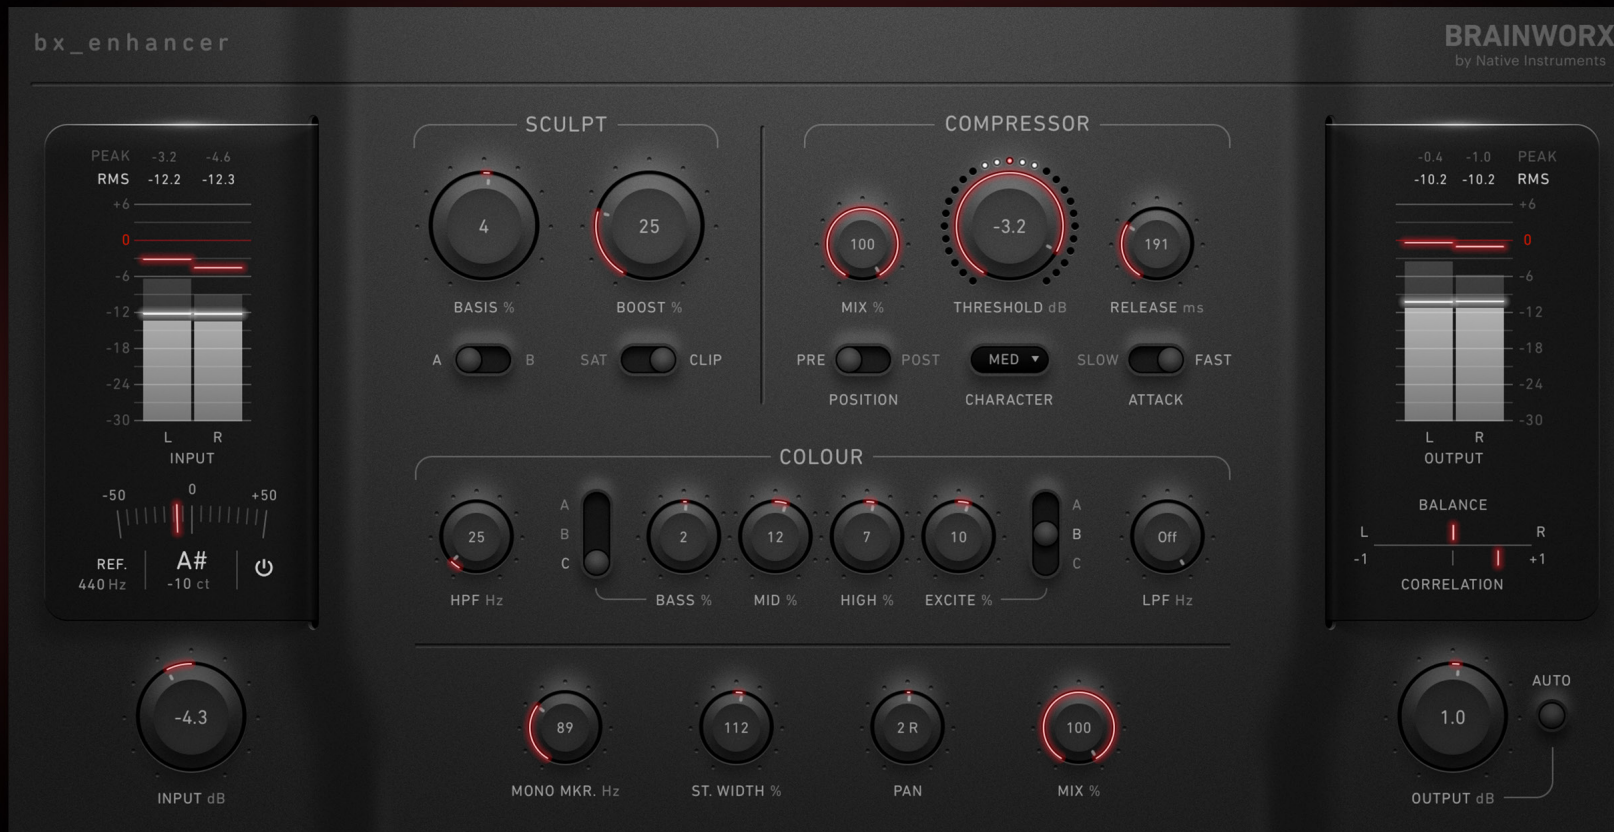 bx_enhancer
BRAINWORX
by Native Instruments
PEAK -3.2 -4.6
RMS -12.2 -12.3
+6
0
-6
-12
-18
-24
-30
L R
INPUT
-50 0 +50
REF.
440 Hz
A#
-10 ct
-4.3
INPUT dB
SCULPT
4
BASIS %
25
BOOST %
A B
SAT CLIP
COMPRESSOR
100
MIX %
-3.2
THRESHOLD dB
191
RELEASE ms
PRE POST
POSITION
MED
CHARACTER
SLOW FAST
ATTACK
COLOUR
25
HPF Hz
A
B
C
2
BASS %
12
MID %
7
HIGH %
10
EXCITE %
A
B
C
Off
LPF Hz
89
MONO MKR. Hz
112
ST. WIDTH %
2 R
PAN
100
MIX %
-0.4 -1.0 PEAK
-10.2 -10.2 RMS
+6
0
-6
-12
-18
-24
-30
L R
OUTPUT
BALANCE
L R
-1 +1
CORRELATION
1.0
OUTPUT dB
AUTO